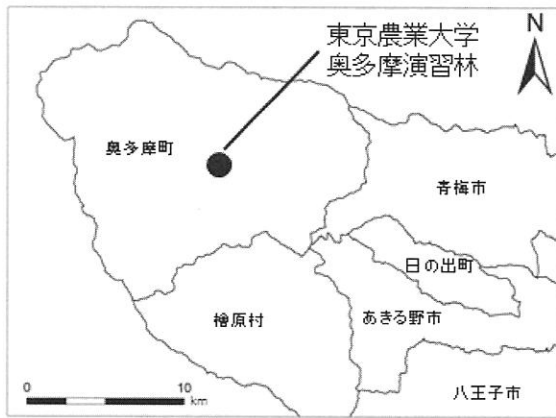 東京農業大学
奥多摩演習林
N
奥多摩町
青梅市
日の出町
檜原村
あきる野市
八王子市
0 10
km